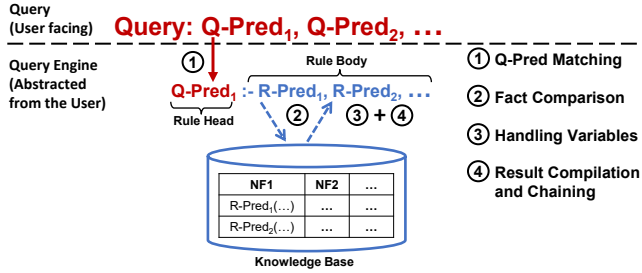 Query
(User facing)
Query: Q-Pred1, Q-Pred2, ...
Query Engine
(Abstracted
from the User)
①
Rule Body
Q-Pred1 :- R-Pred1, R-Pred2, ...
Rule Head
② ③ + ④
NF1 NF2 ...
R-Pred1(...) ... ...
R-Pred2(...) ... ...
Knowledge Base
① Q-Pred Matching
② Fact Comparison
③ Handling Variables
④ Result Compilation
and Chaining